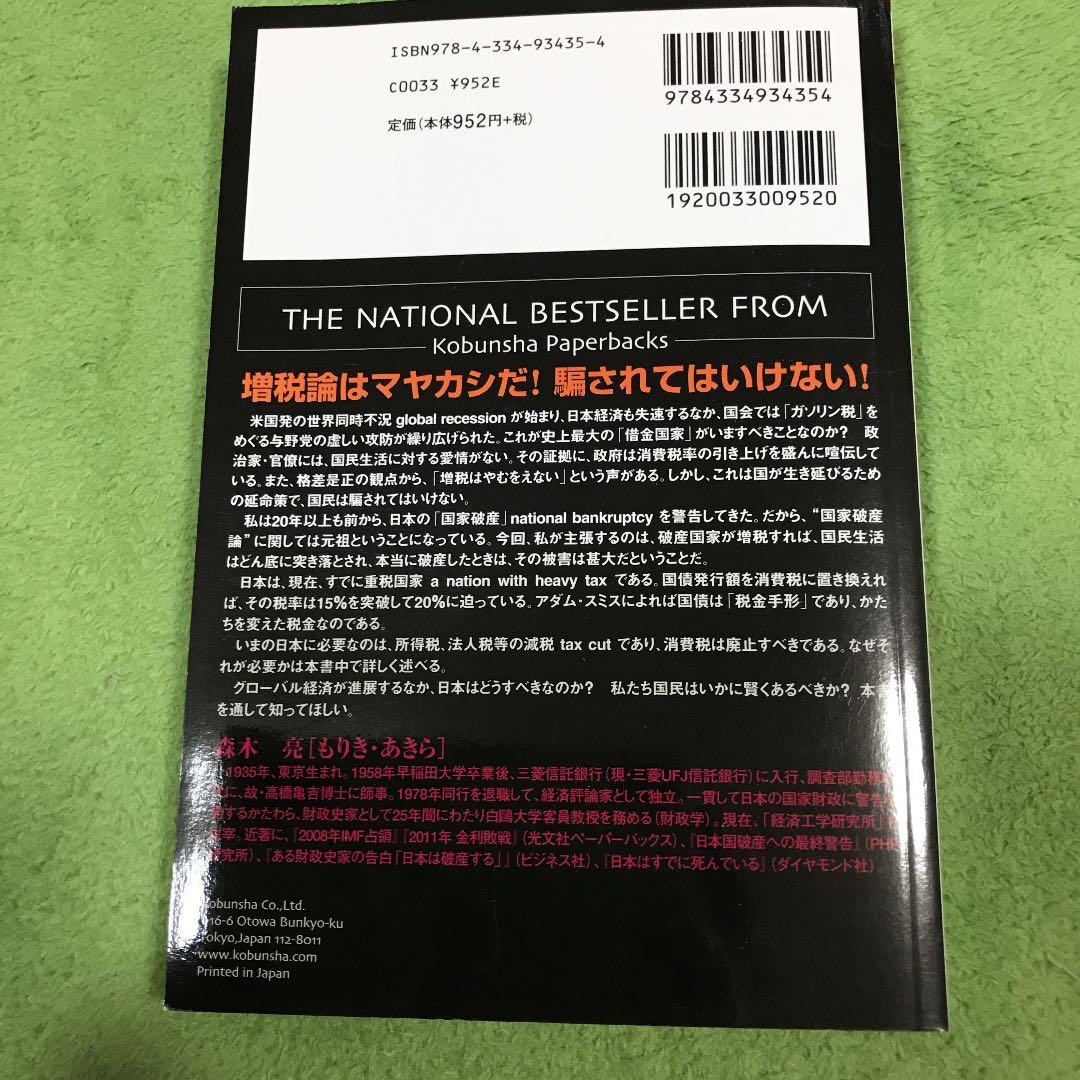 ISBN978-4-334-93435-4
C0033 ¥952E
定価(本体952円+税)
9784334934354
1920033009520
THE NATIONAL BESTSELLER FROM
Kobunsha Paperbacks
増税論はマヤカシだ! 騙されてはいけない!
米国発の世界同時不況 global recession が始まり、日本経済も失速するなか、国会では「ガソリン税」を
めぐる与野党の虚しい攻防が繰り広げられた。これが史上最大の「借金国家」がいますべきことなのか? 政
治家・官僚には、国民生活に対する愛情がない。その証拠に、政府は消費税率の引き上げを盛んに喧伝して
いる。また、格差是正の観点から、「増税はやむをえない」という声がある。しかし、これは国が生き延びるため
の延命策で、国民は騙されてはいけない。
私は20年以上も前から、日本の「国家破産」national bankruptcy を警告してきた。だから、“国家破産
論”に関しては元祖ということになっている。今回、私が主張するのは、破産国家が増税すれば、国民生活
はどん底に突き落とされ、本当に破産したときは、その被害は甚大だということだ。
日本は、現在、すでに重税国家 a nation with heavy tax である。国債発行額を消費税に置き換えれ
ば、その税率は15%を突破して20%に迫っている。アダム・スミスによれば国債は「税金手形」であり、かた
ちを変えた税金なのである。
いまの日本に必要なのは、所得税、法人税等の減税 tax cut であり、消費税は廃止すべきである。なぜそ
れが必要かは本書中で詳しく述べる。
グローバル経済が進展するなか、日本はどうすべきなのか? 私たち国民はいかに賢くあるべきか? 本書
を通して知ってほしい。
森木 亮[もりき・あきら]
1935年、東京生まれ。1958年早稲田大学卒業後、三菱信託銀行(現・三菱UFJ信託銀行)に入行、調査部勤務
に、故・高橋亀吉博士に師事。1978年同行を退職して、経済評論家として独立。一貫して日本の国家財政に警告
するかたわら、財政史家として25年間にわたり白鷗大学客員教授を務める(財政学)。現在、「経済工学研究所」
宰。近著に、『2008年IMF占領』『2011年 金利敗戦』(光文社ペーパーバックス)、『日本国破産への最終警告』(PHP
研究所)、『ある財政史家の告白「日本は破産する」』(ビジネス社)、『日本はすでに死んでいる』(ダイヤモンド社)。
Kobunsha Co.,Ltd.
16-6 Otowa Bunkyo-ku
Tokyo,Japan 112-8011
www.kobunsha.com
Printed in Japan